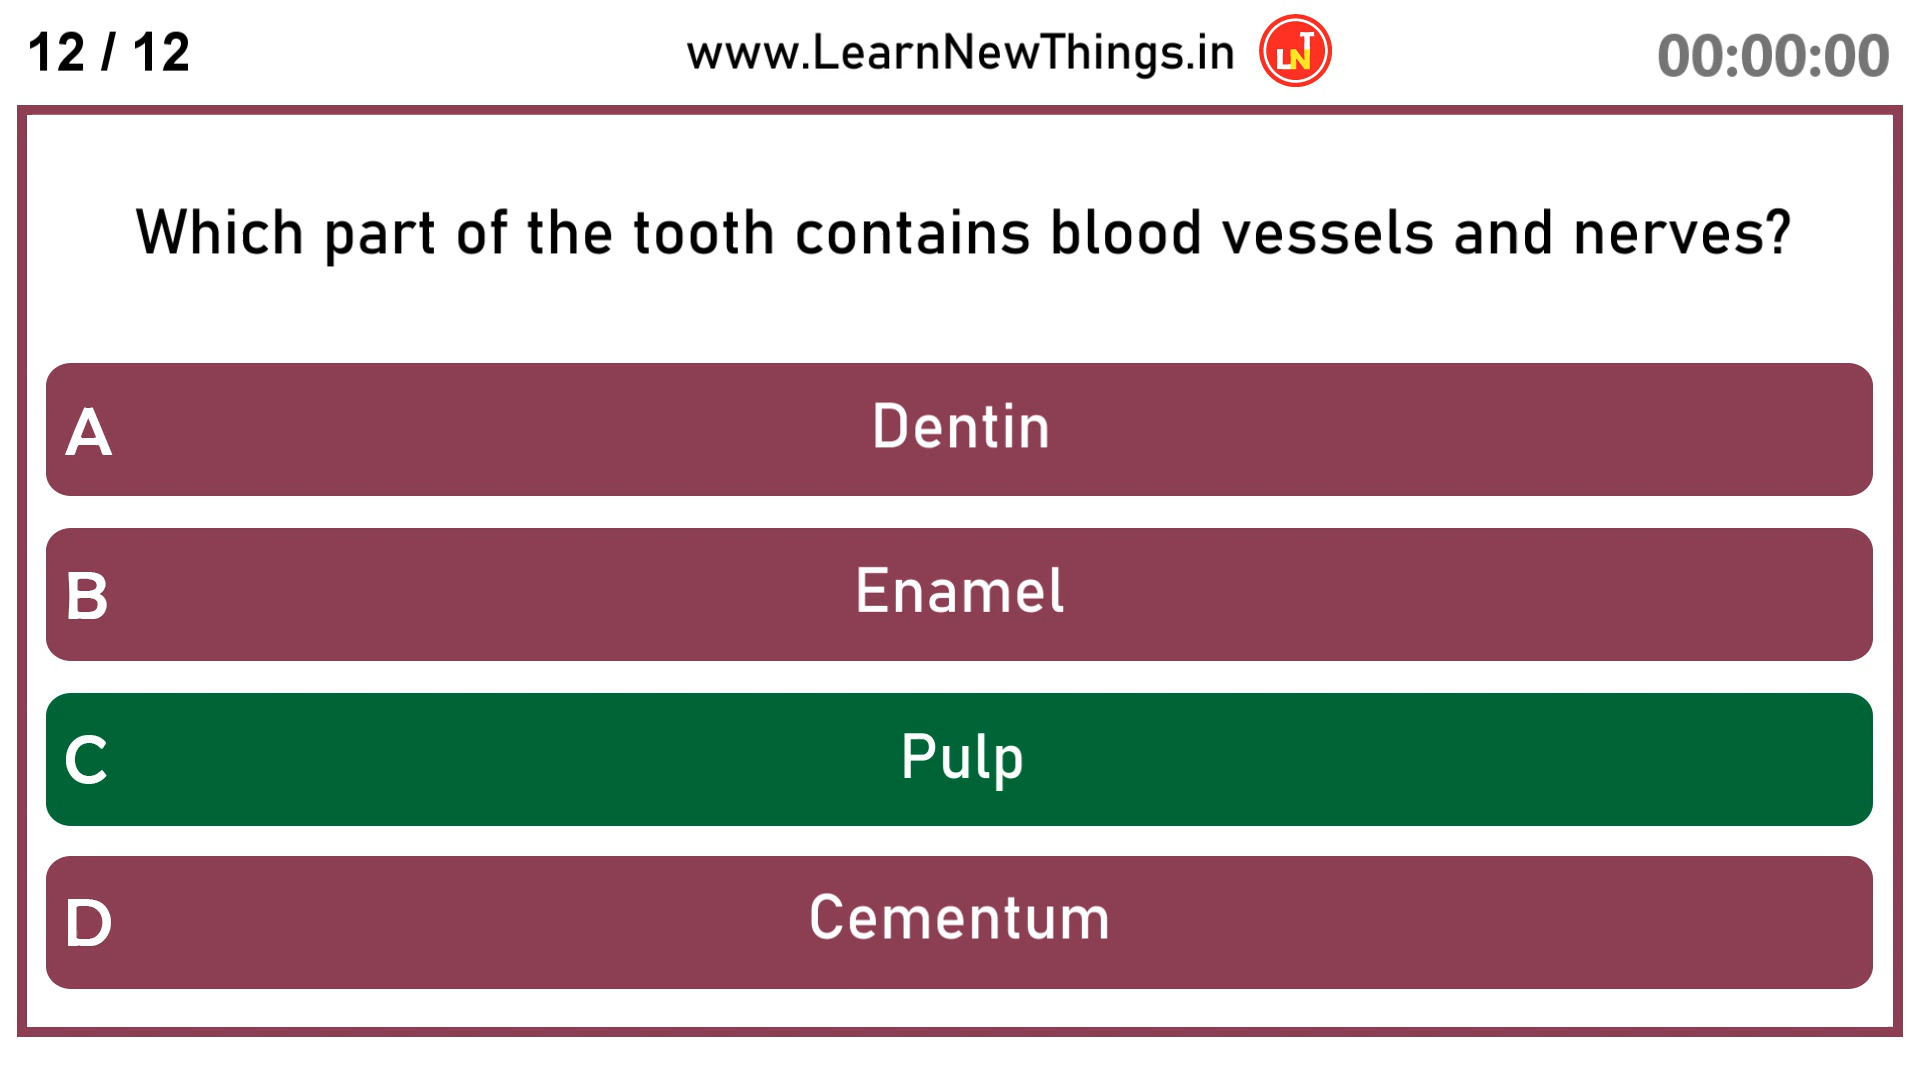 12 / 12
www.LearnNewThings.in
LNT
00:00:00
Which part of the tooth contains blood vessels and nerves?
A Dentin
B Enamel
C Pulp
D Cementum